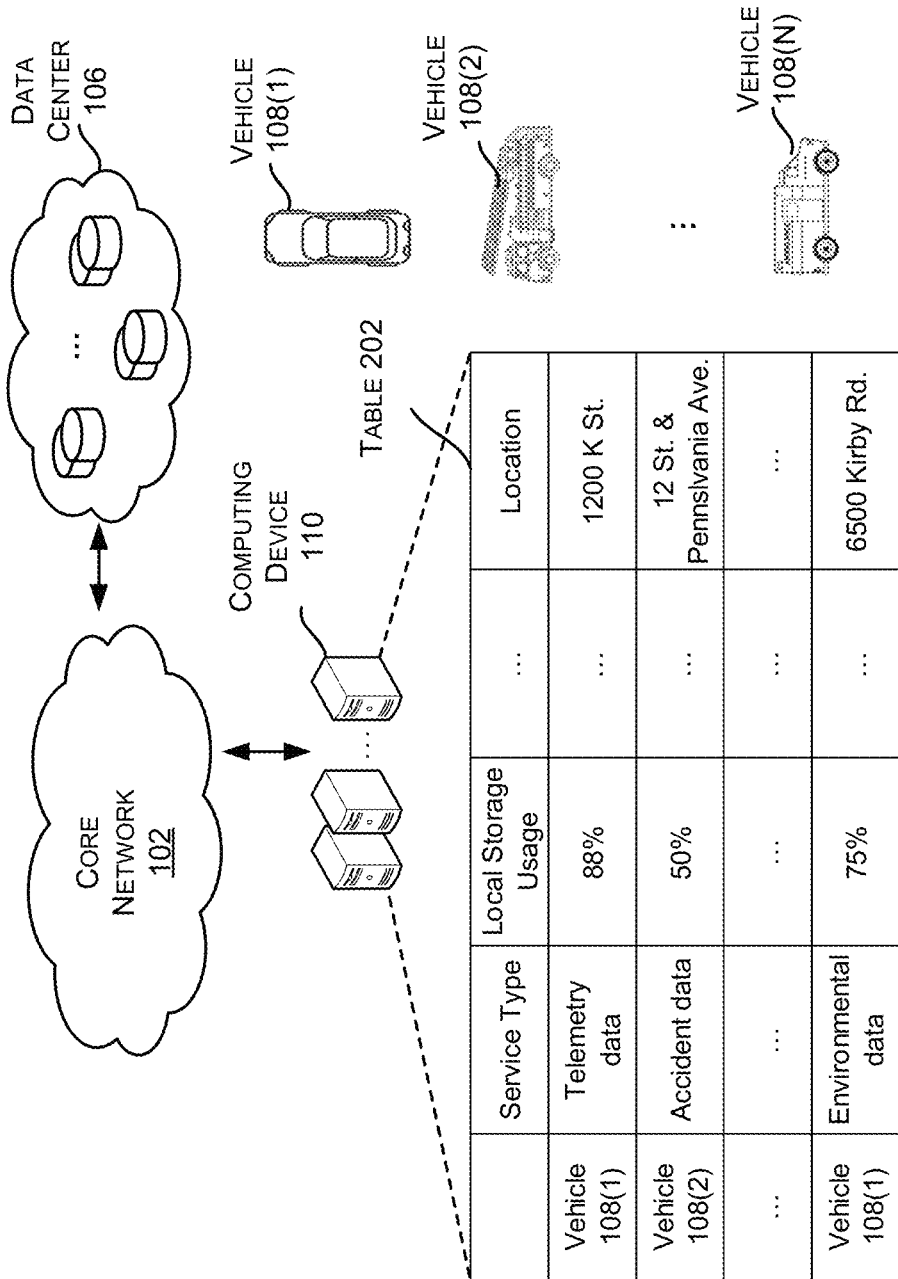 CORE
NETWORK
102
DATA
CENTER
106
...
COMPUTING
DEVICE
110
...
TABLE 202
VEHICLE
108(1)
VEHICLE
108(2)
...
VEHICLE
108(N)
Service Type
Local Storage
Usage
...
Location
Vehicle
108(1)
Telemetry
data
88%
...
1200 K St.
Vehicle
108(2)
Accident data
50%
...
12 St. &
Pennslvania Ave.
...
...
...
...
...
Vehicle
108(1)
Environmental
data
75%
...
6500 Kirby Rd.